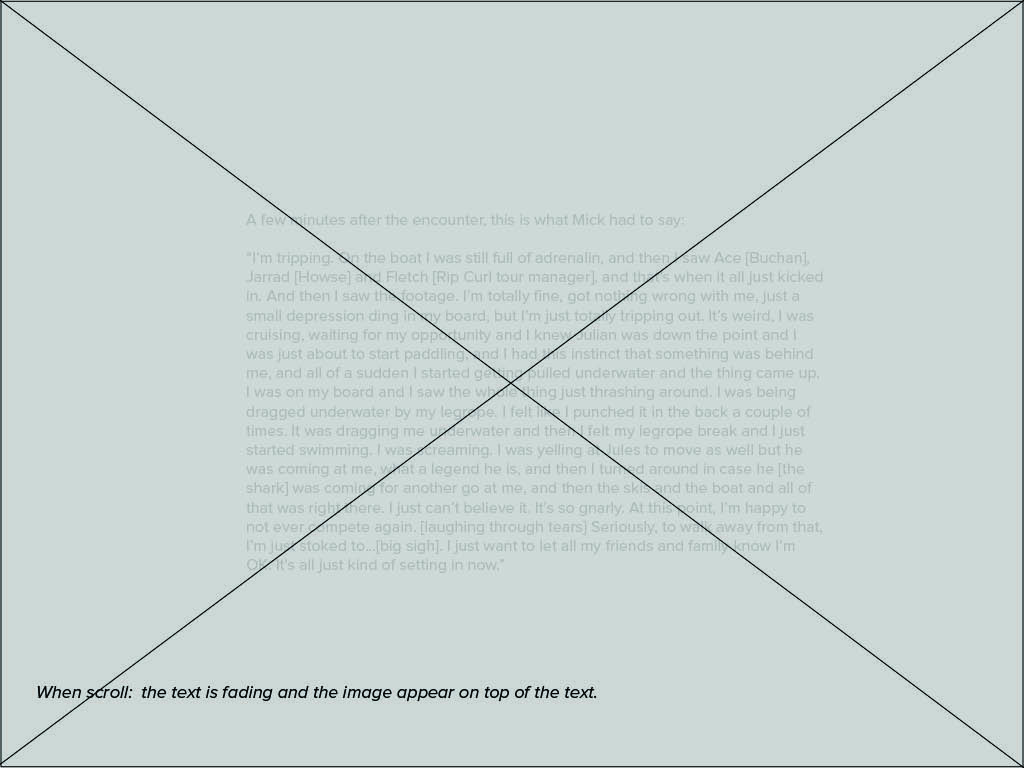 A few minutes after the encounter, this is what Mick had to say:
"I'm tripping. On the boat I was still full of adrenalin, and then I saw Ace [Buchan],
Jarrad [Howse] and Fletch [Rip Curl tour manager], and that's when it all just kicked
in. And then I saw the footage. I'm totally fine, got nothing wrong with me, just a
small depression ding in my board, but I'm just totally tripping out. It's weird, I was
cruising, waiting for my opportunity and I knew Julian was down the point and I
was just about to start paddling, and I had this instinct that something was behind
me, and all of a sudden I started getting pulled underwater and the thing came up.
I was on my board and I saw the whole thing just thrashing around. I was being
dragged underwater by my legrope. I felt like I punched it in the back a couple of
times. It was dragging me underwater and then I felt my legrope break and I just
started swimming. I was screaming. I was yelling at Jules to move as well but he
was coming at me, what a legend he is, and then I turned around in case he [the
shark] was coming for another go at me, and then the skis and the boat and all of
that was right there. I just can't believe it. It's so gnarly. At this point, I'm happy to
not ever compete again. [laughing through tears] Seriously, to walk away from that,
I'm just stoked to...[big sigh]. I just want to let all my friends and family know I'm
OK. It's all just kind of setting in now."
When scroll: the text is fading and the image appear on top of the text.